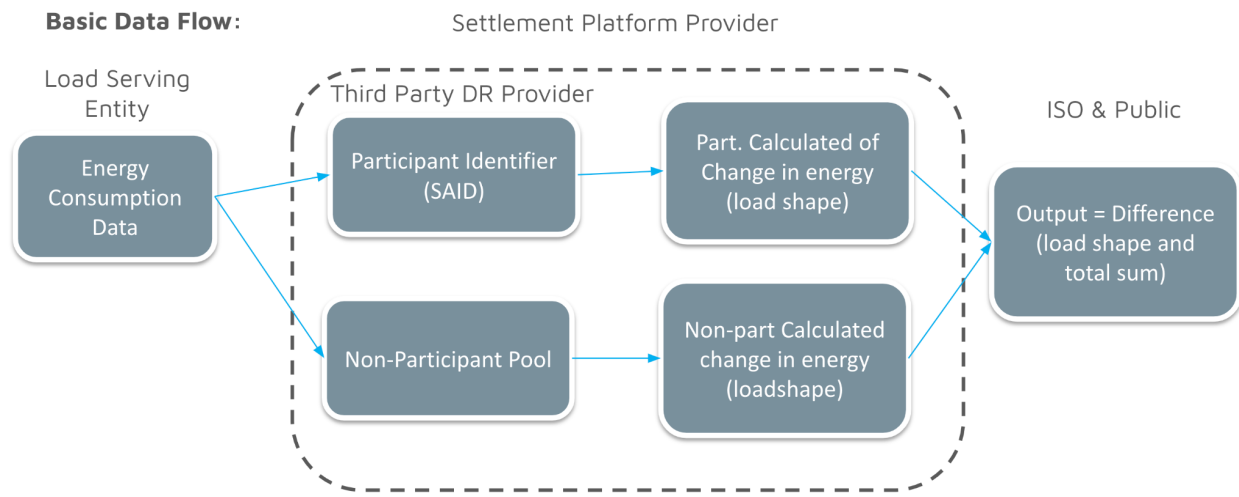 Basic Data Flow:
Settlement Platform Provider
Load Serving
Entity
Third Party DR Provider
ISO & Public
Energy
Consumption
Data
Participant Identifier
(SAID)
Part. Calculated of
Change in energy
(load shape)
Output = Difference
(load shape and
total sum)
Non-Participant Pool
Non-part Calculated
change in energy
(loadshape)